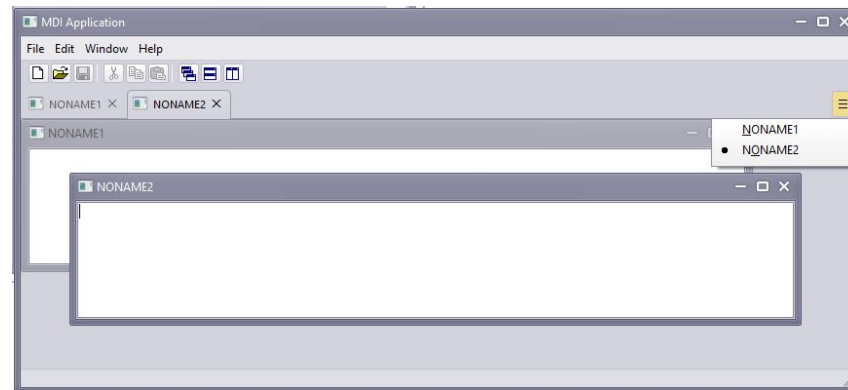 MDI Application
File Edit Window Help
NONAME1 NONAME2
NONAME1
NONAME1
NONAME2
NONAME2